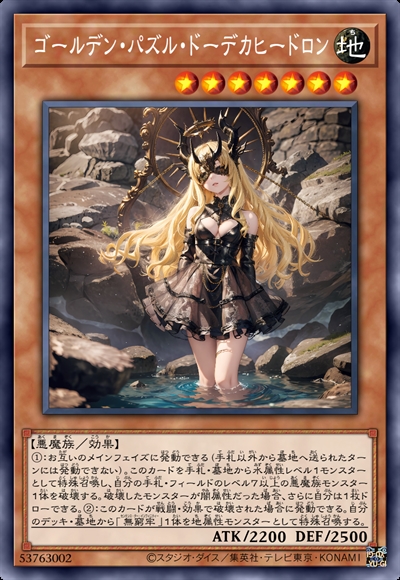 ゴールデン・パズル・ドーデカヒードロン
地
【悪魔族／効果】
①：お互いのメインフェイズに発動できる（手札以外から墓地へ送られたターン
には発動できない）。このカードを手札・墓地から光属性レベル１モンスター
として特殊召喚し、自分の手札・フィールドのレベル７以上の悪魔族モンスター
１体を破壊する。破壊したモンスターが闇属性だった場合、さらに自分は１枚ド
ローできる。②：このカードが戦闘・効果で破壊された場合に発動できる。自分
のデッキ・墓地から「無窮牢」１体を地属性モンスターとして特殊召喚する。
ATK/2200 DEF/2500
53763002
©スタジオ・ダイス／集英社・テレビ東京・KONAMI